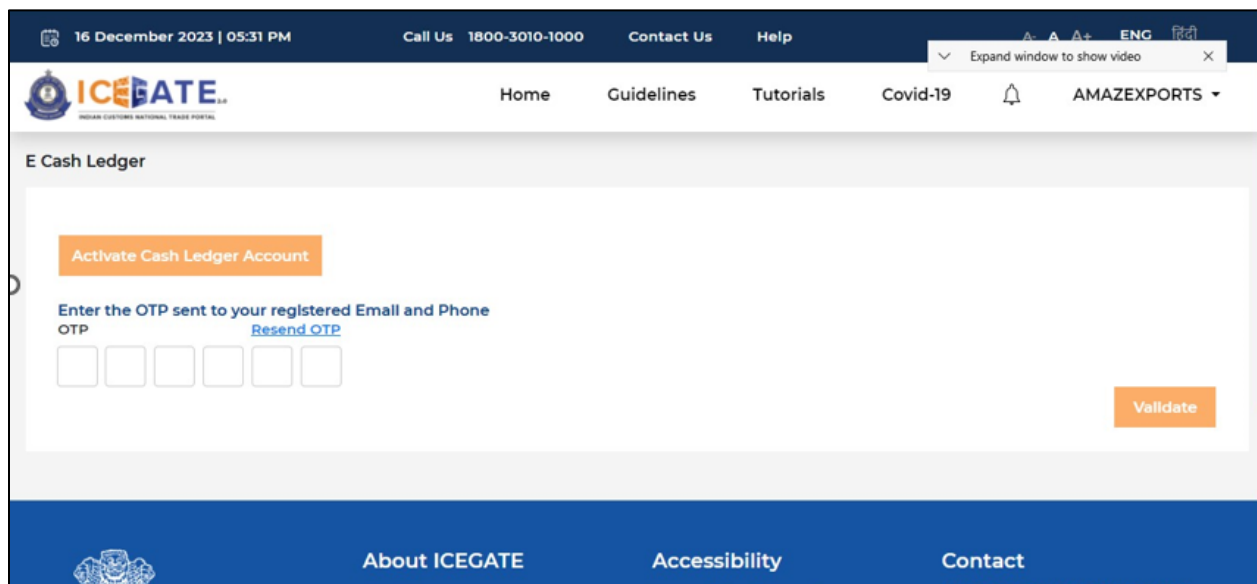 16 December 2023 | 05:31 PM Call Us 1800-3010-1000 Contact Us Help A- A A+ ENG हिंदी
Expand window to show video
ICEGATE 2.0 Home Guidelines Tutorials Covid-19 AMAZEXPORTS
INDIAN CUSTOMS NATIONAL TRADE PORTAL
E Cash Ledger
Activate Cash Ledger Account
Enter the OTP sent to your registered Email and Phone
OTP Resend OTP
Validate
About ICEGATE Accessibility Contact